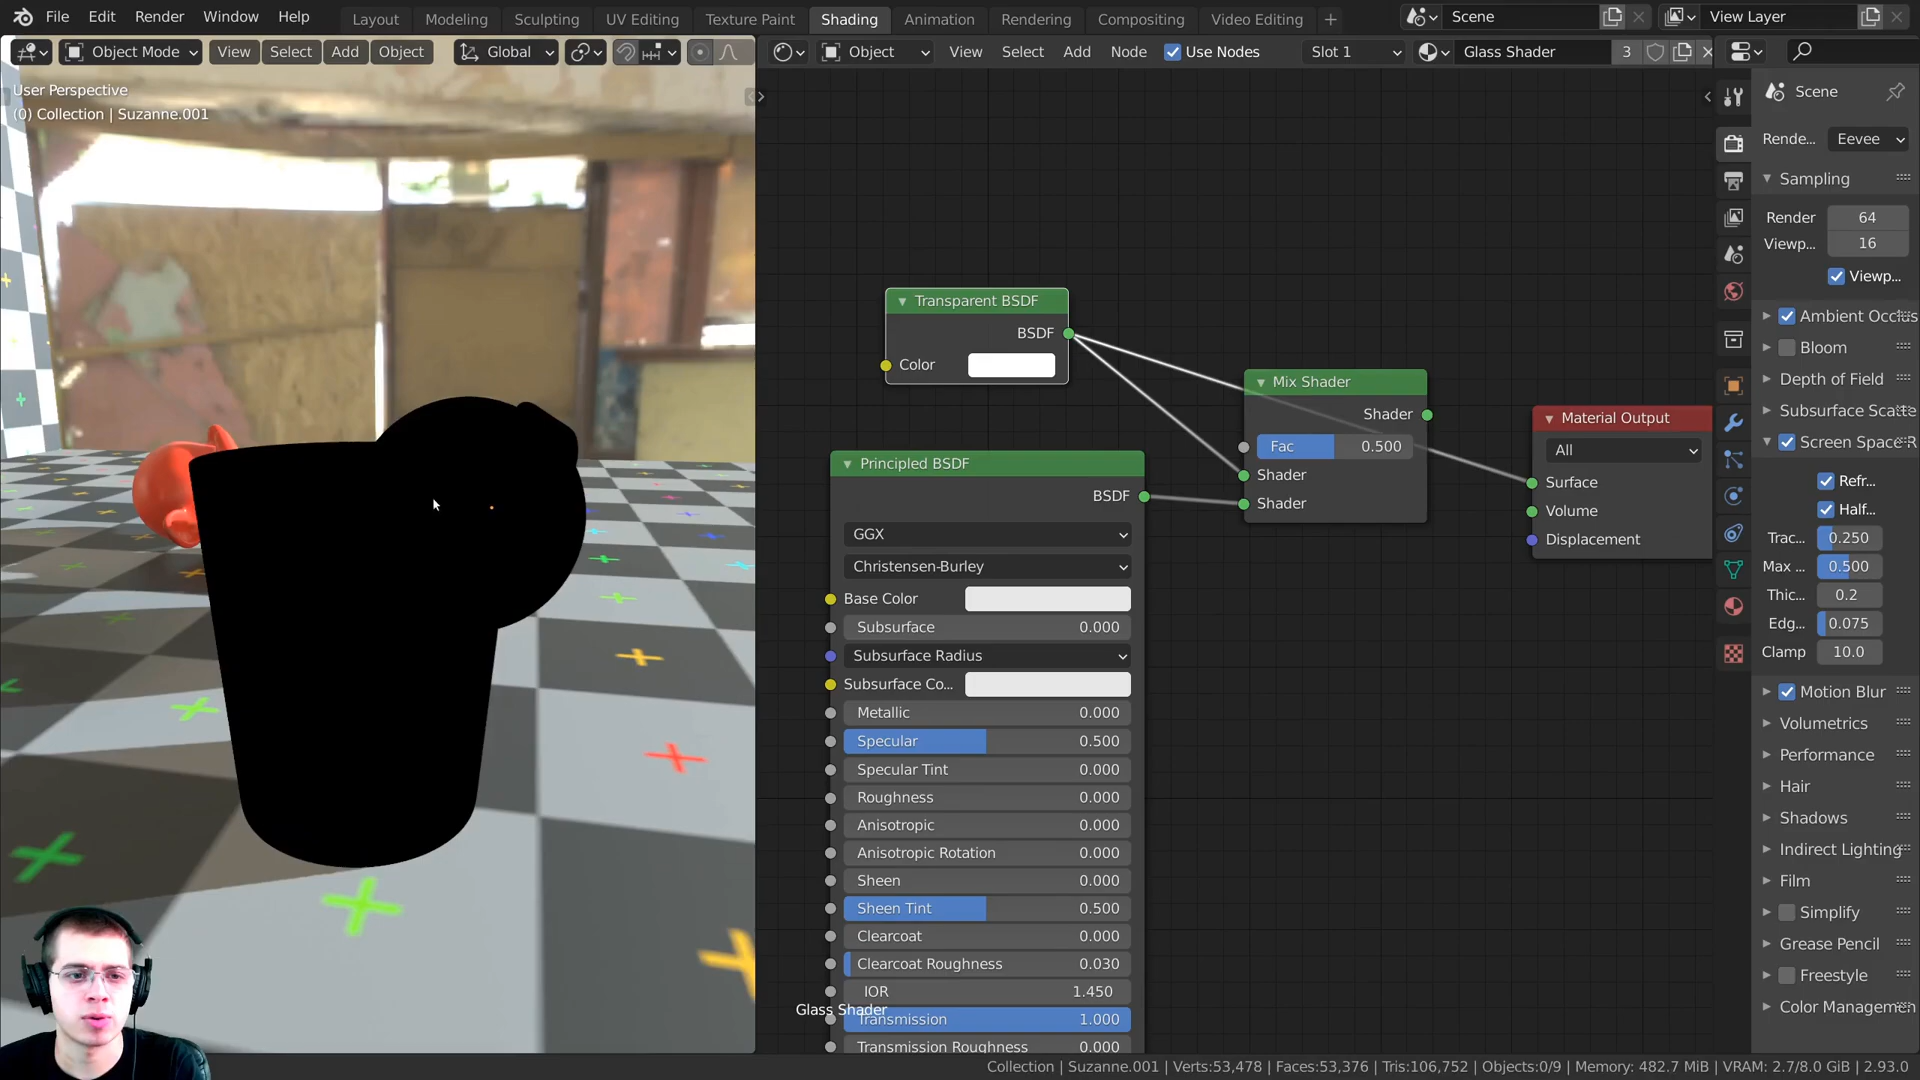 File Edit Render Window Help Layout Modeling Sculpting UV Editing Texture Paint Shading Animation Rendering Compositing Video Editing + Scene View Layer
Object Mode View Select Add Object Global Object View Select Add Node Use Nodes Slot 1 Glass Shader 3
User Perspective
(0) Collection | Suzanne.001
Transparent BSDF
BSDF
Color
Principled BSDF
BSDF
GGX
Christensen-Burley
Base Color
Subsurface 0.000
Subsurface Radius
Subsurface Co...
Metallic 0.000
Specular 0.500
Specular Tint 0.000
Roughness 0.000
Anisotropic 0.000
Anisotropic Rotation 0.000
Sheen 0.000
Sheen Tint 0.500
Clearcoat 0.000
Clearcoat Roughness 0.030
IOR 1.450
Transmission 1.000
Transmission Roughness 0.000
Glass Shader
Mix Shader
Shader
Fac 0.500
Shader
Shader
Material Output
All
Surface
Volume
Displacement
Scene
Rende... Eevee
Sampling
Render 64
Viewp... 16
Viewp...
Ambient Occlus
Bloom
Depth of Field
Subsurface Scatte
Screen Space R
Refr...
Half...
Trac... 0.250
Max ... 0.500
Thic... 0.2
Edg... 0.075
Clamp 10.0
Motion Blur
Volumetrics
Performance
Hair
Shadows
Indirect Lighting
Film
Simplify
Grease Pencil
Freestyle
Color Managemen
Collection | Suzanne.001 | Verts:53,478 | Faces:53,376 | Tris:106,752 | Objects:0/9 | Memory: 482.7 MiB | VRAM: 2.7/8.0 GiB | 2.93.0